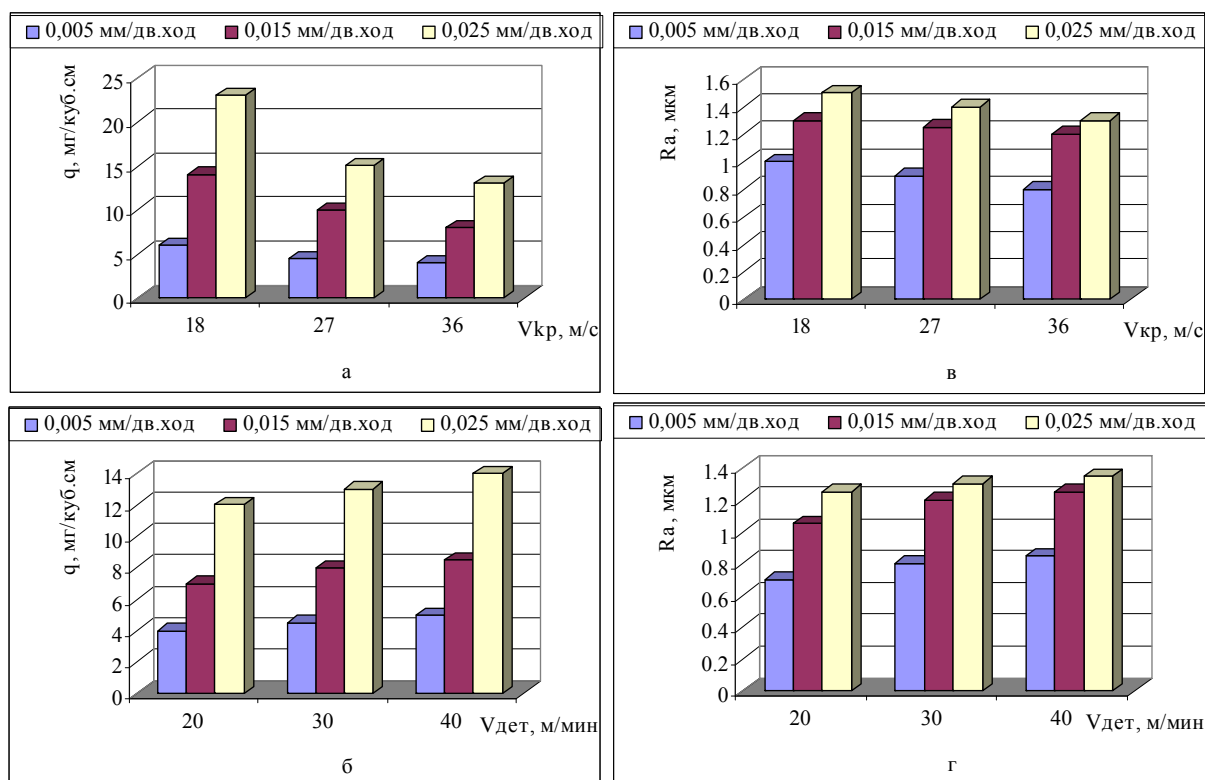 0,005 мм/дв.ход 0,015 мм/дв.ход 0,025 мм/дв.ход
q, мг/куб.см
25
20
15
10
5
0
18 27 36
Vkp, м/с
а
0,005 мм/дв.ход 0,015 мм/дв.ход 0,025 мм/дв.ход
Ra, мкм
1.6
1.4
1.2
1
0.8
0.6
0.4
0.2
0
18 27 36
Vкр, м/с
в
0,005 мм/дв.ход 0,015 мм/дв.ход 0,025 мм/дв.ход
q, мг/куб.см
14
12
10
8
6
4
2
0
20 30 40
Vдет, м/мин
б
0,005 мм/дв.ход 0,015 мм/дв.ход 0,025 мм/дв.ход
Ra, мкм
1.4
1.2
1
0.8
0.6
0.4
0.2
0
20 30 40
Vдет, м/мин
г